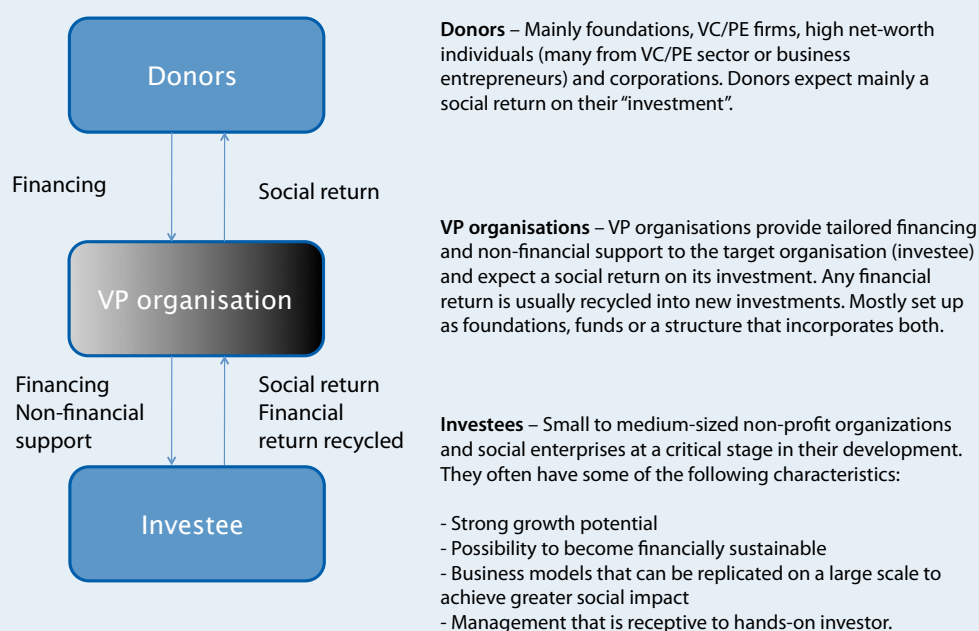 Donors
Financing
Social return
VP organisation
Financing
Non-financial
support
Social return
Financial
return recycled
Investee
Donors – Mainly foundations, VC/PE firms, high net-worth
individuals (many from VC/PE sector or business
entrepreneurs) and corporations. Donors expect mainly a
social return on their “investment”.
VP organisations – VP organisations provide tailored financing
and non-financial support to the target organisation (investee)
and expect a social return on its investment. Any financial
return is usually recycled into new investments. Mostly set up
as foundations, funds or a structure that incorporates both.
Investees – Small to medium-sized non-profit organizations
and social enterprises at a critical stage in their development.
They often have some of the following characteristics:
- Strong growth potential
- Possibility to become financially sustainable
- Business models that can be replicated on a large scale to
achieve greater social impact
- Management that is receptive to hands-on investor.